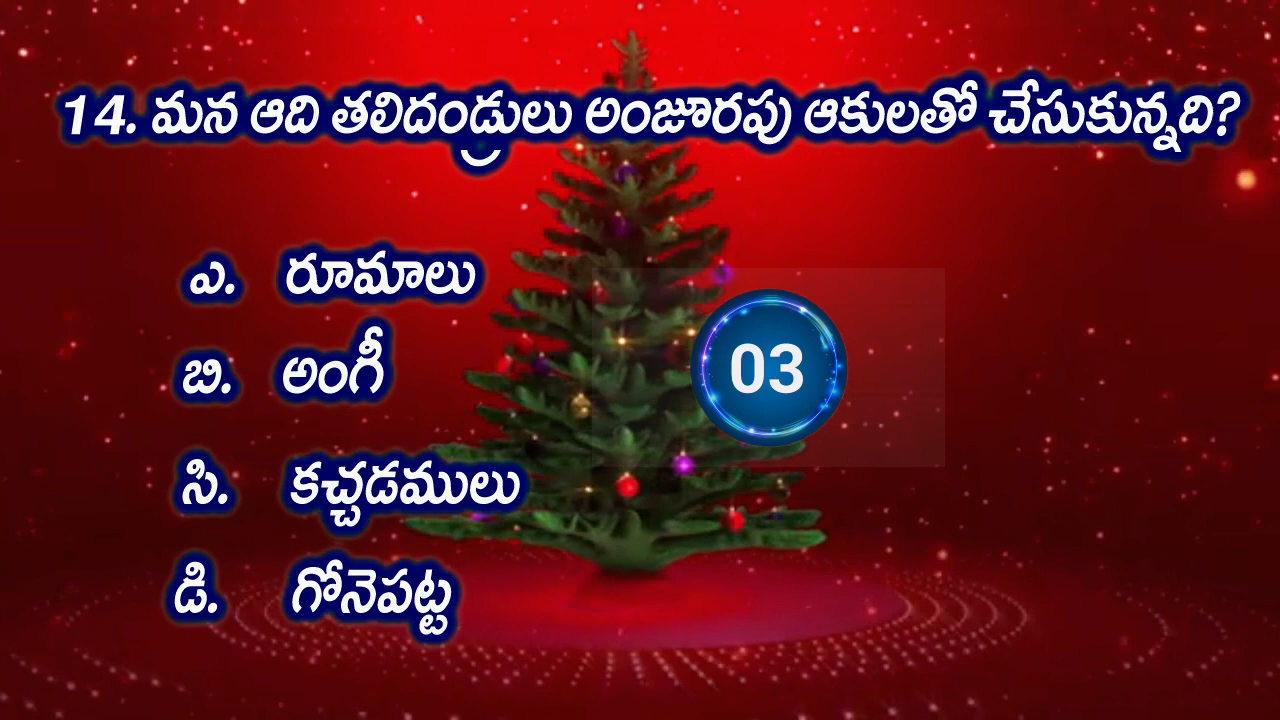 14. మన ఆది తలిదండ్రులు అంజూరపు ఆకులతో చేసుకున్నది?
ఎ. రూమాలు
బి. అంగీ
03
సి. కచ్చడములు
డి. గోనెపట్ట